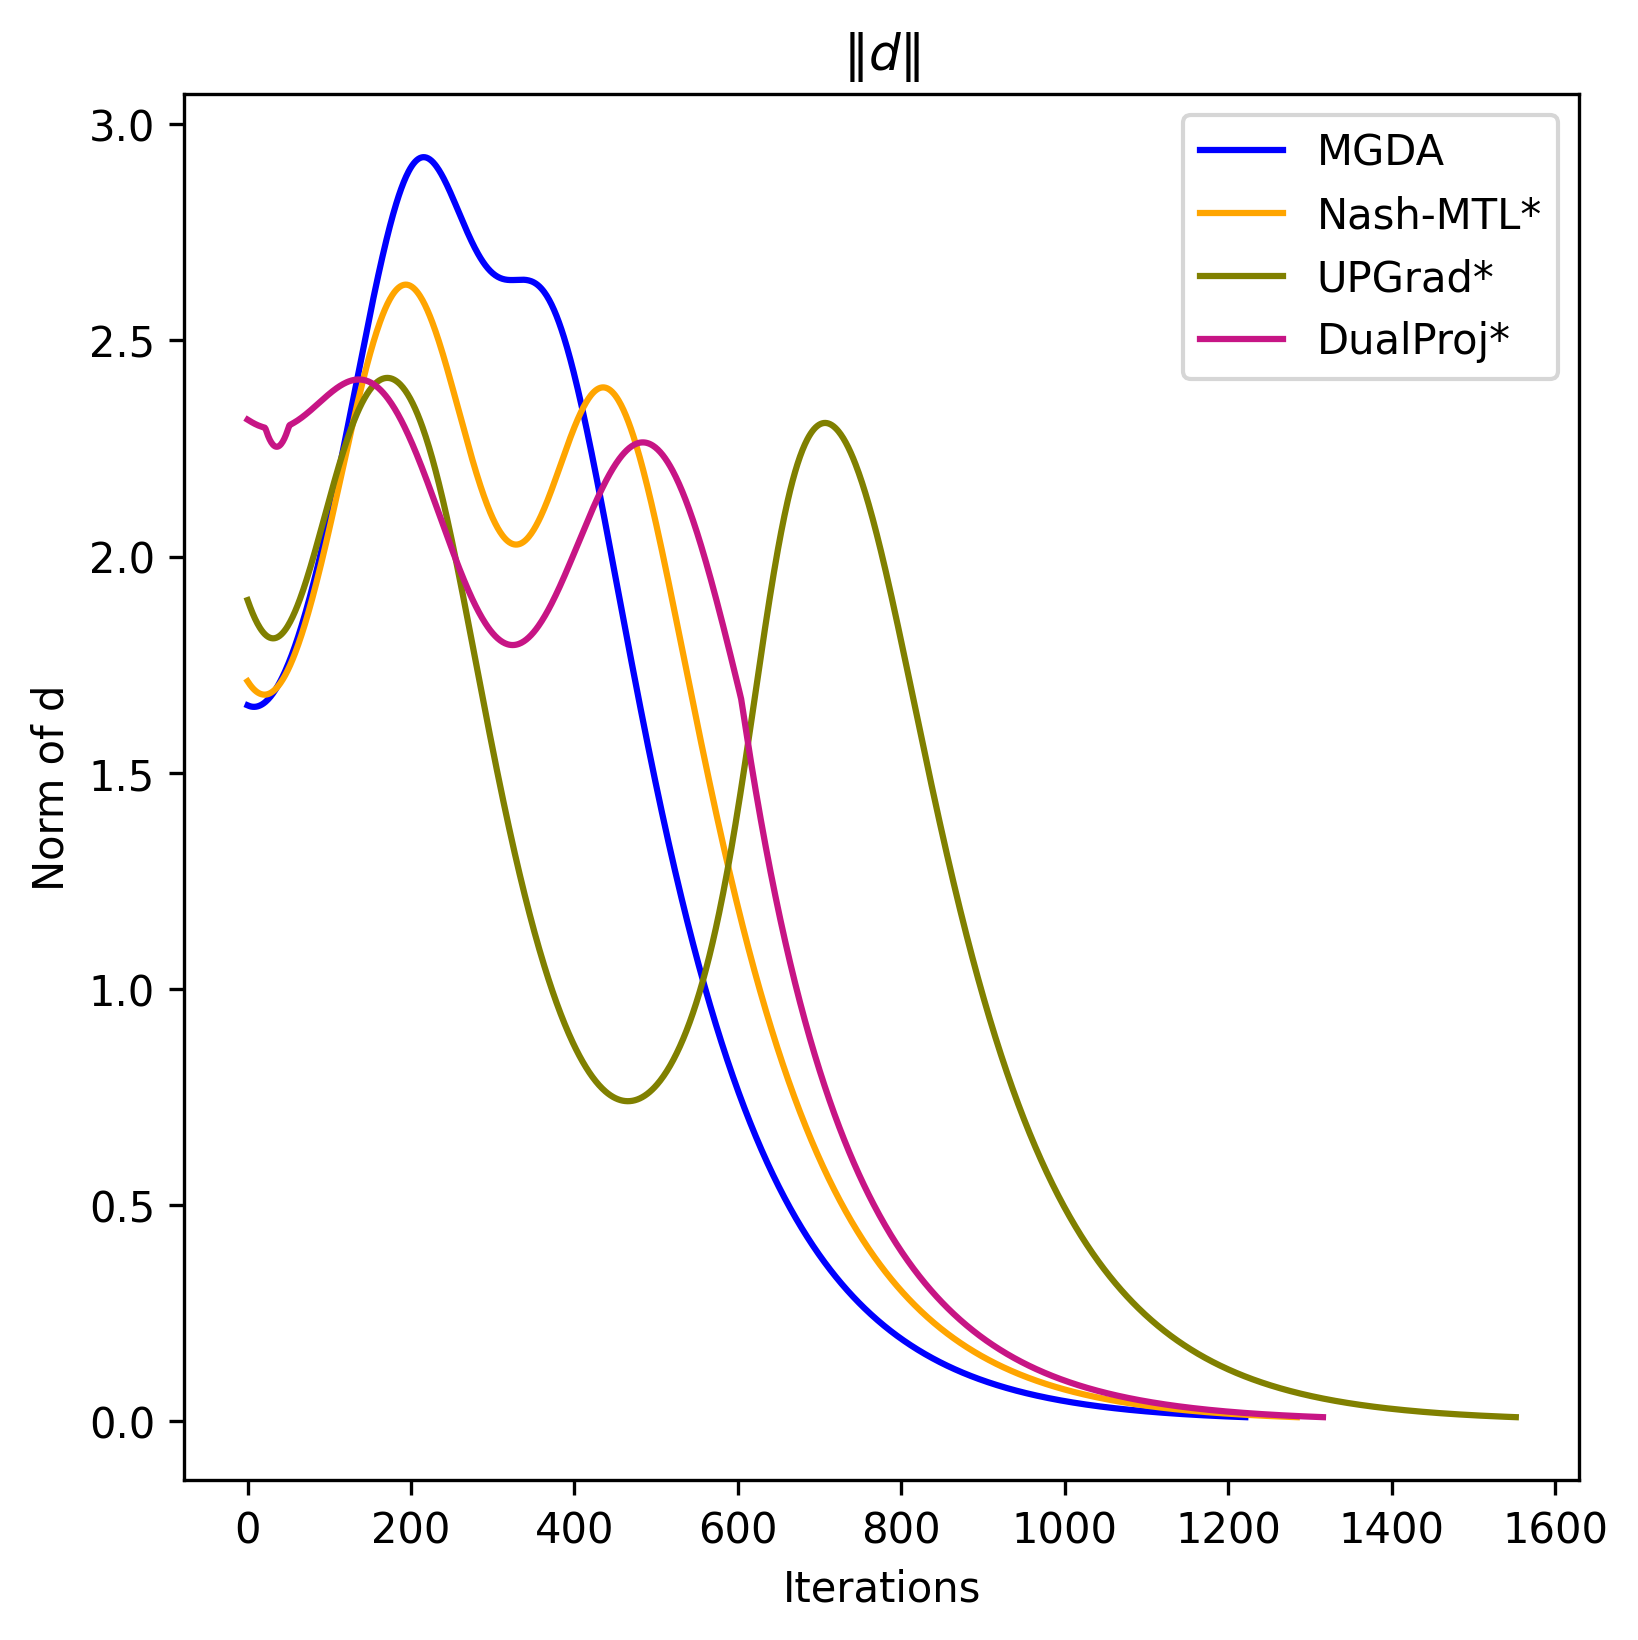 ‖d‖
3.0
2.5
2.0
1.5
1.0
0.5
0.0
Norm of d
MGDA
Nash-MTL*
UPGrad*
DualProj*
0 200 400 600 800 1000 1200 1400 1600
Iterations